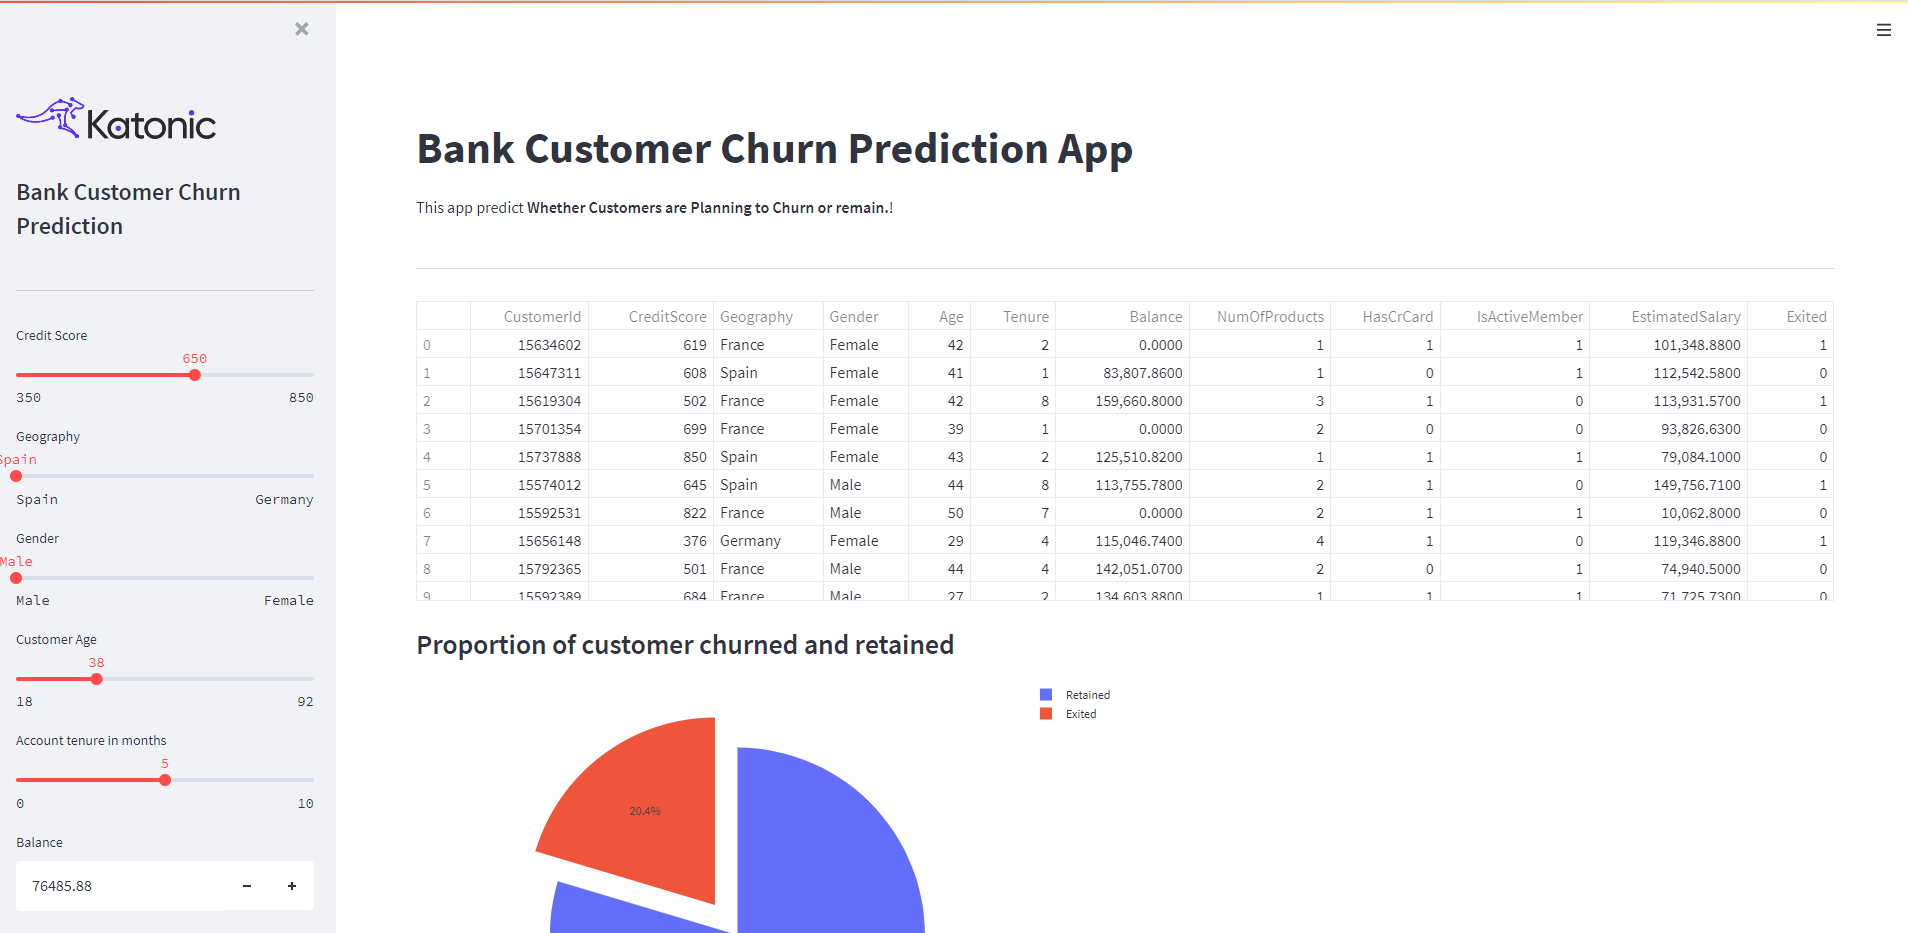 Katonic
Bank Customer Churn
Prediction
Credit Score
650
350 850
Geography
Spain
Spain Germany
Gender
Male
Male Female
Customer Age
38
18 92
Account tenure in months
5
0 10
Balance
76485.88 - +
Bank Customer Churn Prediction App
This app predict Whether Customers are Planning to Churn or remain.!
CustomerId CreditScore Geography Gender Age Tenure Balance NumOfProducts HasCrCard IsActiveMember EstimatedSalary Exited
0 15634602 619 France Female 42 2 0.0000 1 1 1 101,348.8800 1
1 15647311 608 Spain Female 41 1 83,807.8600 1 0 1 112,542.5800 0
2 15619304 502 France Female 42 8 159,660.8000 3 1 0 113,931.5700 1
3 15701354 699 France Female 39 1 0.0000 2 0 0 93,826.6300 0
4 15737888 850 Spain Female 43 2 125,510.8200 1 1 1 79,084.1000 0
5 15574012 645 Spain Male 44 8 113,755.7800 2 1 0 149,756.7100 1
6 15592531 822 France Male 50 7 0.0000 2 1 1 10,062.8000 0
7 15656148 376 Germany Female 29 4 115,046.7400 4 1 0 119,346.8800 1
8 15792365 501 France Male 44 4 142,051.0700 2 0 1 74,940.5000 0
9 15592389 684 France Male 27 2 134,603.8800 1 1 1 71,725.7300 0
Proportion of customer churned and retained
Retained
Exited
20.4%